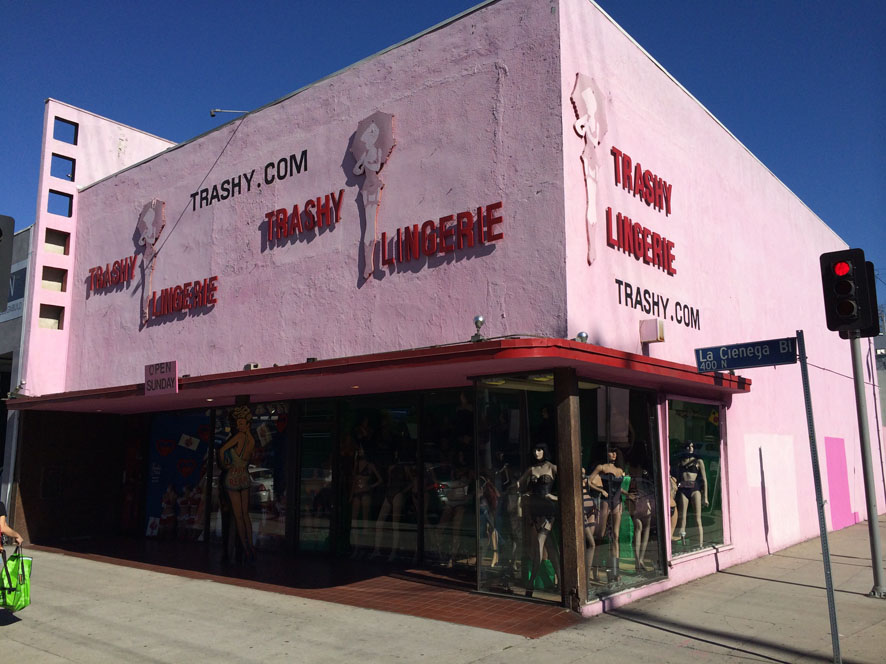 TRASHY.COM
TRASHY
LINGERIE
TRASHY
LINGERIE
OPEN
SUNDAY
TRASHY
LINGERIE
TRASHY.COM
La Cienega Bl
400 N